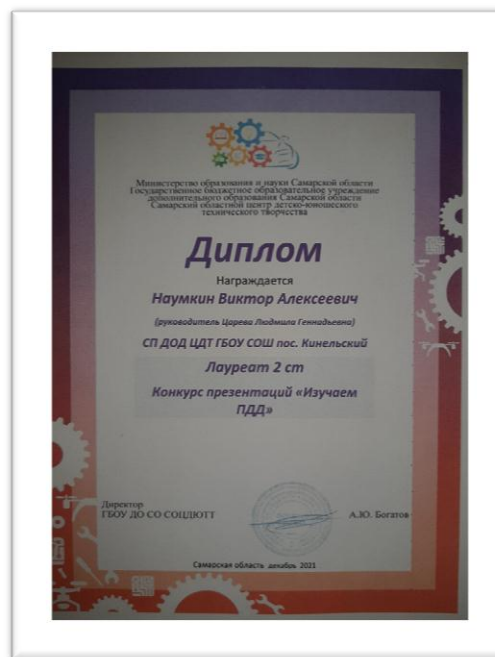 Министерство образования и науки Самарской области
Государственное бюджетное образовательное учреждение
дополнительного образования Самарской области
Самарский областной центр детско-юношеского
технического творчества
Диплом
Награждается
Наумкин Виктор Алексеевич
(руководитель Царева Людмила Геннадьевна)
СП ДОД ЦДТ ГБОУ СОШ пос. Кинельский
Лауреат 2 ст
Конкурс презентаций «Изучаем
ПДД»
Директор
ГБОУ ДО СО СОЦДЮТТ
А.Ю. Богатов
Самарская область декабрь 2021